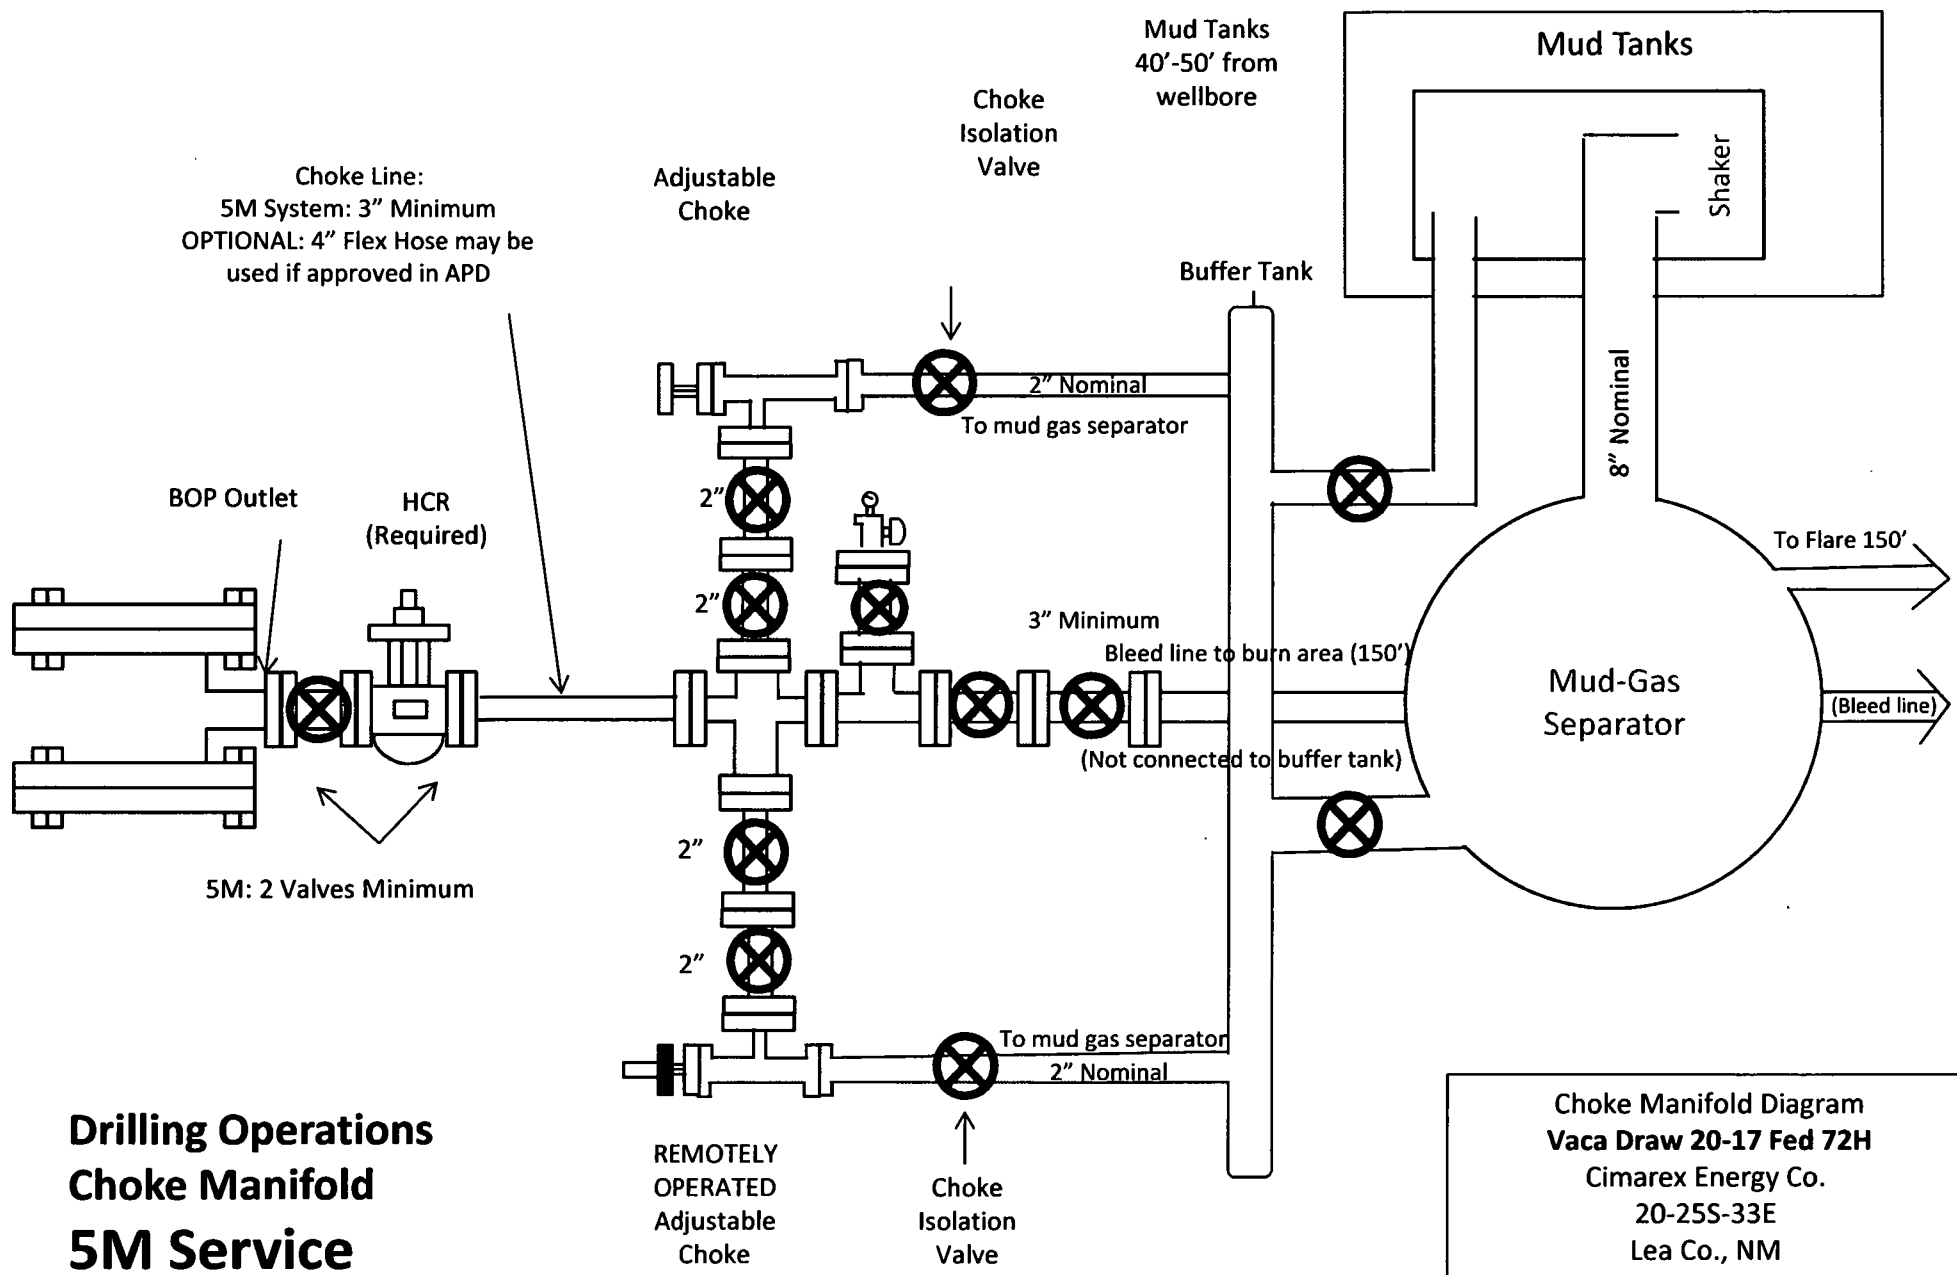 Mud Tanks
40’-50’ from
wellbore
Mud Tanks
Shaker
Choke
Isolation
Valve
Choke Line:
5M System: 3” Minimum
OPTIONAL: 4” Flex Hose may be
used if approved in APD
Adjustable
Choke
Buffer Tank
2” Nominal
To mud gas separator
8” Nominal
BOP Outlet
HCR
(Required)
2”
2”
To Flare 150’
3” Minimum
Bleed line to burn area (150’)
Mud-Gas
Separator
(Bleed line)
(Not connected to buffer tank)
5M: 2 Valves Minimum
2”
2”
To mud gas separator
2” Nominal
REMOTELY
OPERATED
Adjustable
Choke
Choke
Isolation
Valve
Drilling Operations
Choke Manifold
5M Service
Choke Manifold Diagram
Vaca Draw 20-17 Fed 72H
Cimarex Energy Co.
20-25S-33E
Lea Co., NM